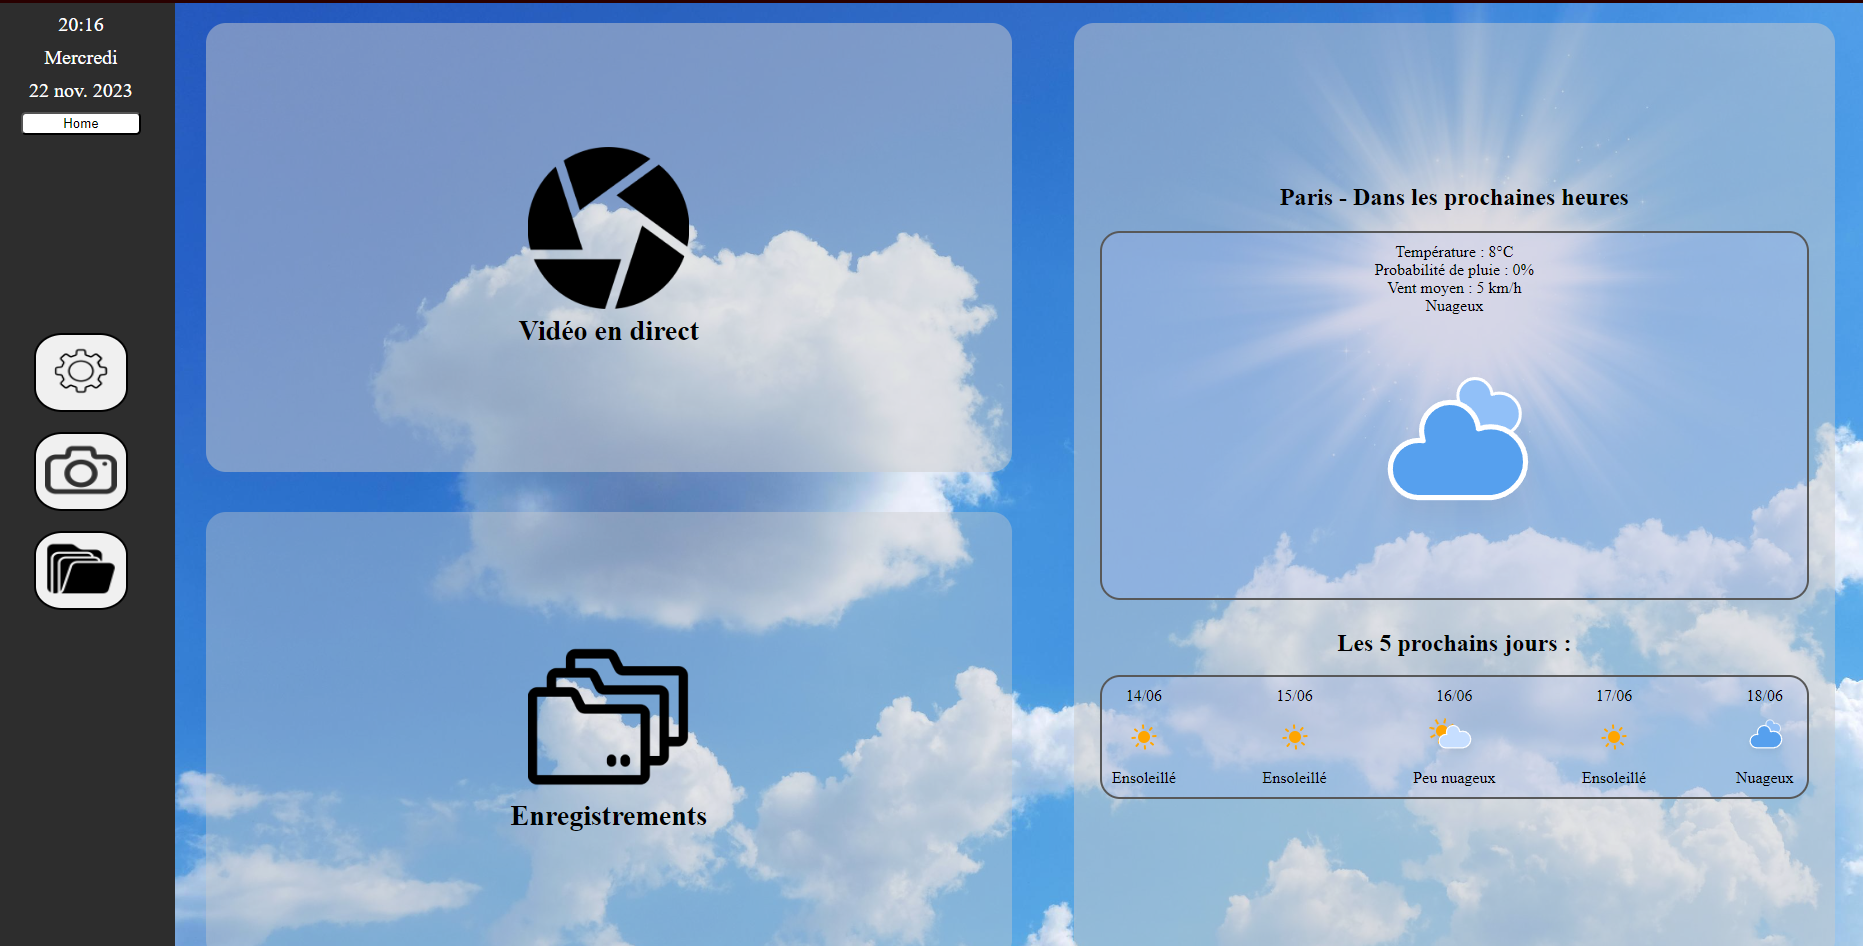 20:16
Mercredi
22 nov. 2023
Home
Vidéo en direct
Enregistrements
Paris - Dans les prochaines heures
Température : 8°C
Probabilité de pluie : 0%
Vent moyen : 5 km/h
Nuageux
Les 5 prochains jours :
14/06 15/06 16/06 17/06 18/06
Ensoleillé Ensoleillé Peu nuageux Ensoleillé Nuageux